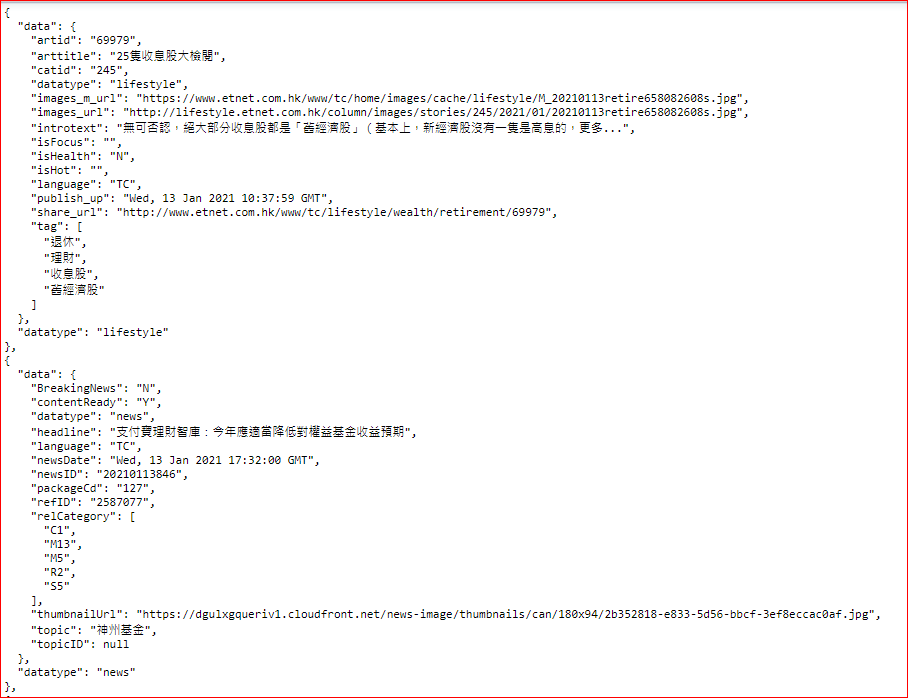 {
  "data": {
    "artid": "69979",
    "arttitle": "25隻收息股大檢閱",
    "catid": "245",
    "datatype": "lifestyle",
    "images_m_url": "https://www.etnet.com.hk/www/tc/home/images/cache/lifestyle/M_20210113retire658082608s.jpg",
    "images_url": "http://lifestyle.etnet.com.hk/column/images/stories/245/2021/01/20210113retire658082608s.jpg",
    "introtext": "無可否認，絕大部分收息股都是「舊經濟股」（基本上，新經濟股沒有一隻是高息的，更多...",
    "isFocus": "",
    "isHealth": "N",
    "isHot": "",
    "language": "TC",
    "publish_up": "Wed, 13 Jan 2021 10:37:59 GMT",
    "share_url": "http://www.etnet.com.hk/www/tc/lifestyle/wealth/retirement/69979",
    "tag": [
      "退休",
      "理財",
      "收息股",
      "舊經濟股"
    ]
  },
  "datatype": "lifestyle"
},
{
  "data": {
    "BreakingNews": "N",
    "contentReady": "Y",
    "datatype": "news",
    "headline": "支付寶理財智庫：今年應適當降低對權益基金收益預期",
    "language": "TC",
    "newsDate": "Wed, 13 Jan 2021 17:32:00 GMT",
    "newsID": "20210113846",
    "packageCd": "127",
    "refID": "2587077",
    "relCategory": [
      "C1",
      "M13",
      "M5",
      "R2",
      "S5"
    ],
    "thumbnailUrl": "https://dgulxgqueriv1.cloudfront.net/news-image/thumbnails/can/180x94/2b352818-e833-5d56-bbcf-3ef8eccac0af.jpg",
    "topic": "神州基金",
    "topicID": null
  },
  "datatype": "news"
},